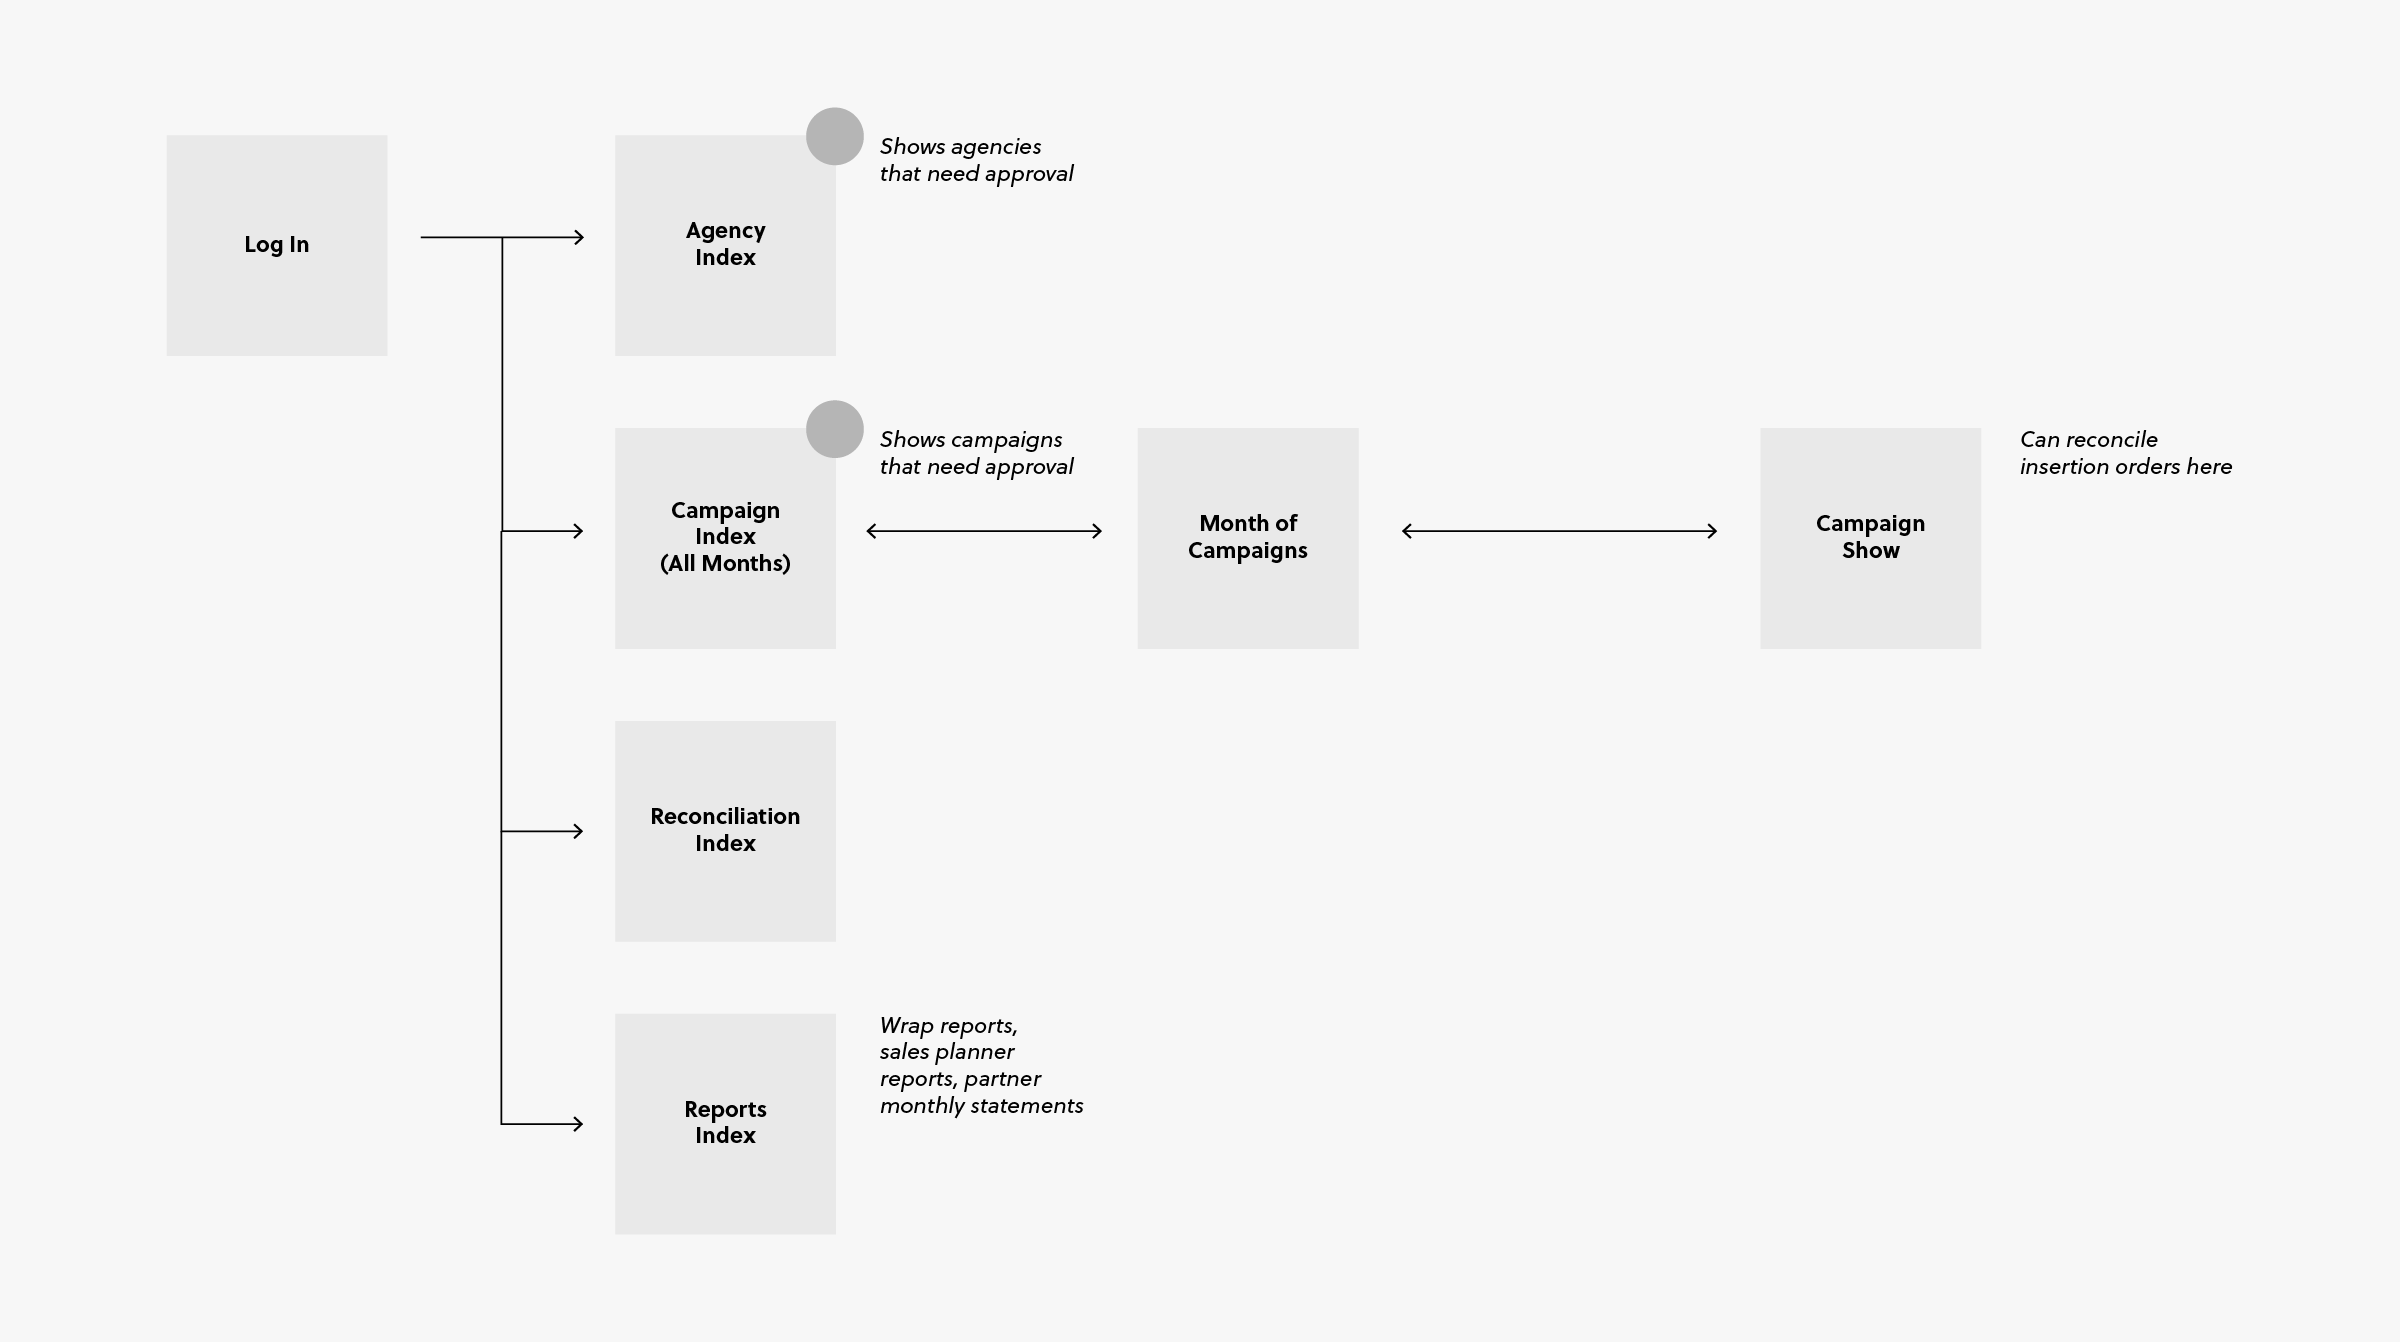 Log In
Agency
Index
Shows agencies
that need approval
Campaign
Index
(All Months)
Shows campaigns
that need approval
Month of
Campaigns
Campaign
Show
Can reconcile
insertion orders here
Reconciliation
Index
Reports
Index
Wrap reports,
sales planner
reports, partner
monthly statements